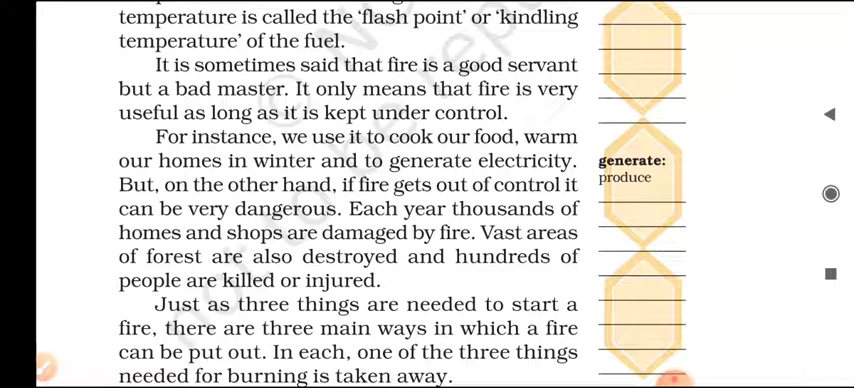 temperature is called the ‘flash point’ or ‘kindling
temperature’ of the fuel.
It is sometimes said that fire is a good servant
but a bad master. It only means that fire is very
useful as long as it is kept under control.
For instance, we use it to cook our food, warm
our homes in winter and to generate electricity.
But, on the other hand, if fire gets out of control it
can be very dangerous. Each year thousands of
homes and shops are damaged by fire. Vast areas
of forest are also destroyed and hundreds of
people are killed or injured.
Just as three things are needed to start a
fire, there are three main ways in which a fire
can be put out. In each, one of the three things
needed for burning is taken away.
generate:
produce
not to be